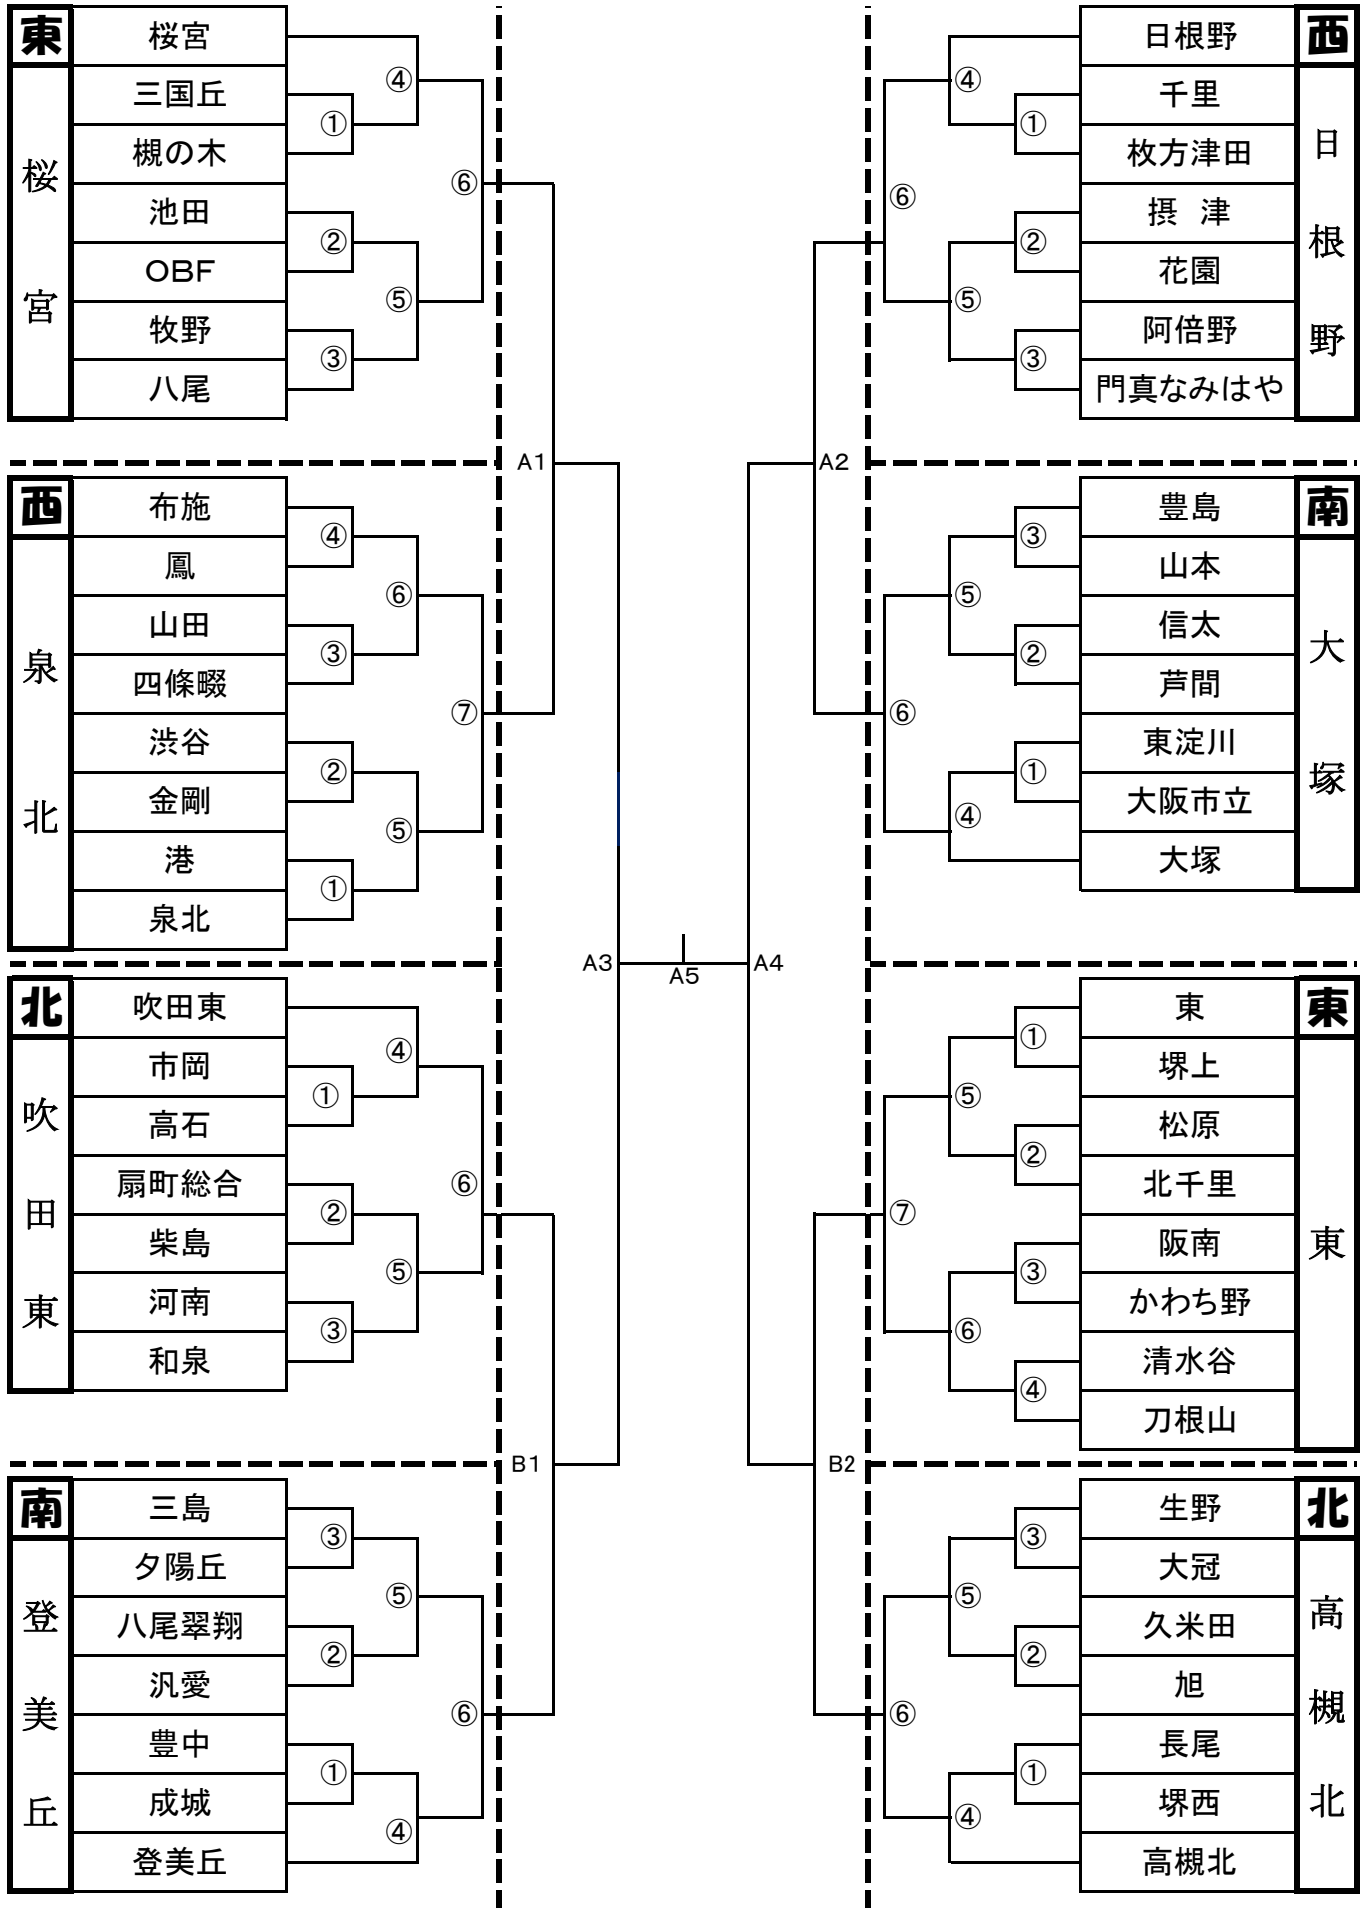 東
桜宮
桜宮
三国丘
槻の木
池田
OBF
牧野
八尾
④
①
②
⑤
③
⑥
西
泉北
布施
鳳
山田
四條畷
渋谷
金剛
港
泉北
④
⑥
③
②
⑤
①
⑦
A1
北
吹田東
吹田東
市岡
高石
扇町総合
柴島
河南
和泉
④
①
②
⑤
③
⑥
南
登美丘
三島
夕陽丘
八尾翠翔
汎愛
豊中
成城
登美丘
③
⑤
②
①
④
⑥
B1
A3
A5
A4
西
日根野
日根野
千里
枚方津田
摂 津
花園
阿倍野
門真なみはや
④
①
②
⑤
③
⑥
A2
南
大塚
豊島
山本
信太
芦間
東淀川
大阪市立
大塚
③
⑤
②
①
④
⑥
東
東
東
堺上
松原
北千里
阪南
かわち野
清水谷
刀根山
①
⑤
②
③
⑥
④
⑦
B2
北
高槻北
生野
大冠
久米田
旭
長尾
堺西
高槻北
③
⑤
②
①
④
⑥